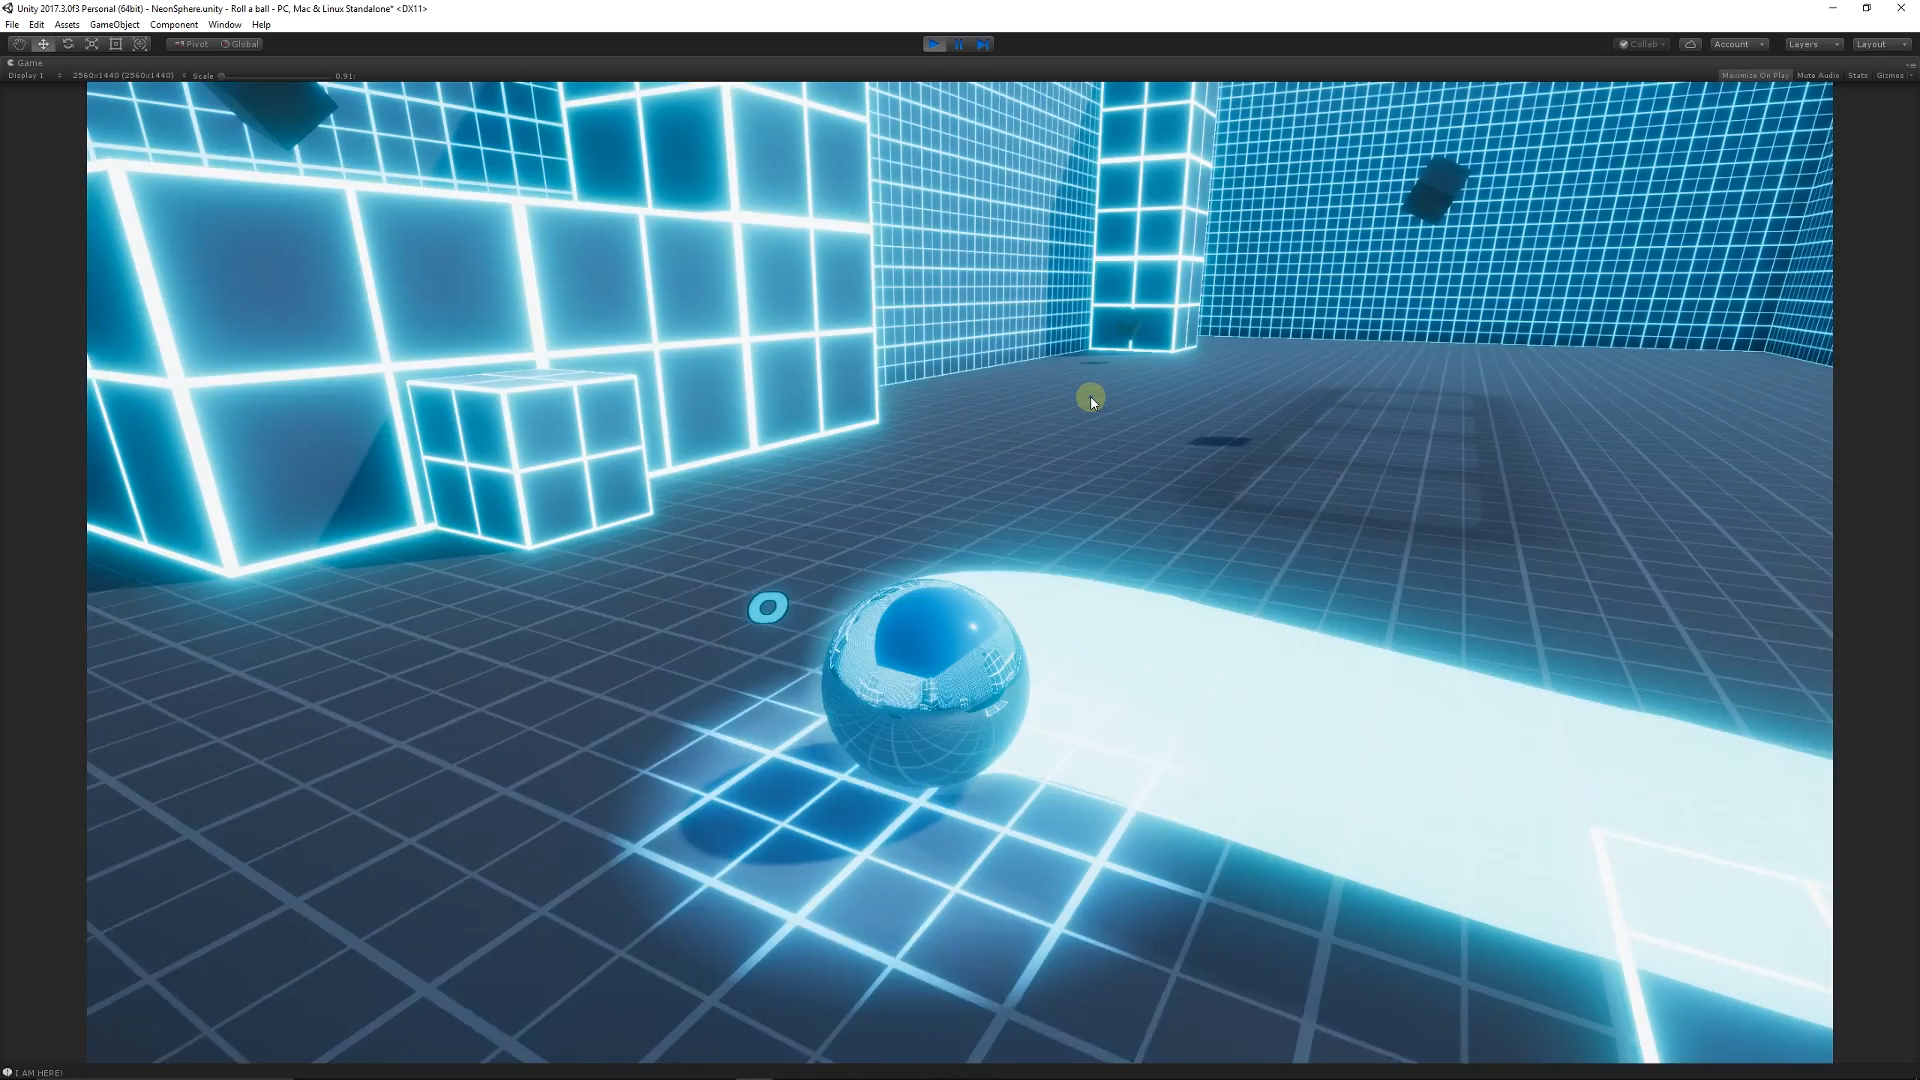 Unity 2017.3.0f3 Personal (64bit) - NeonSphere.unity - Roll a ball - PC, Mac & Linux Standalone* <DX11>
File Edit Assets GameObject Component Window Help
Pivot Global Collab Account Layers Layout
Game
Display 1 2560x1440 (2560x1440) Scale 0.91: Maximize On Play Mute Audio Stats Gizmos
I AM HERE!